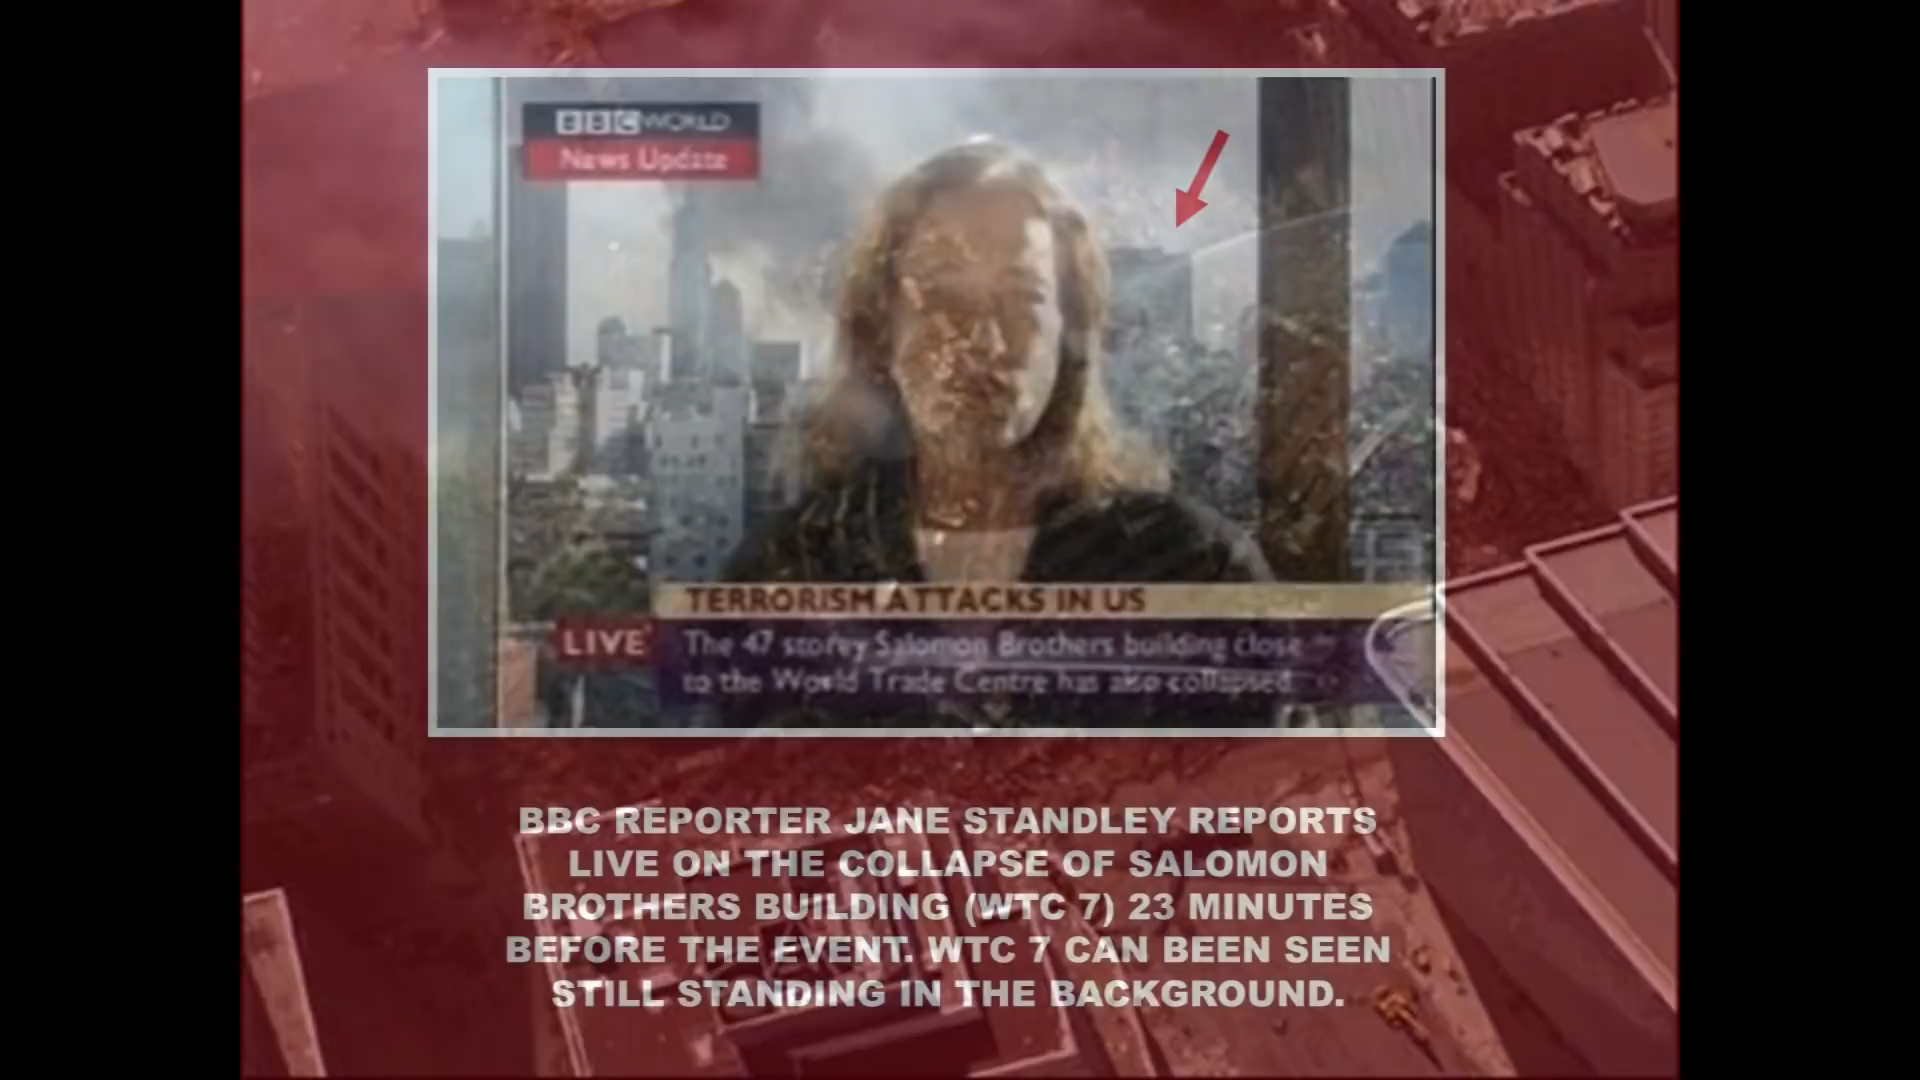 BBC WORLD
News Update
TERRORISM ATTACKS IN US
LIVE
The 47 storey Salomon Brothers building close
to the World Trade Centre has also collapsed
BBC REPORTER JANE STANDLEY REPORTS
LIVE ON THE COLLAPSE OF SALOMON
BROTHERS BUILDING (WTC 7) 23 MINUTES
BEFORE THE EVENT. WTC 7 CAN BEEN SEEN
STILL STANDING IN THE BACKGROUND.